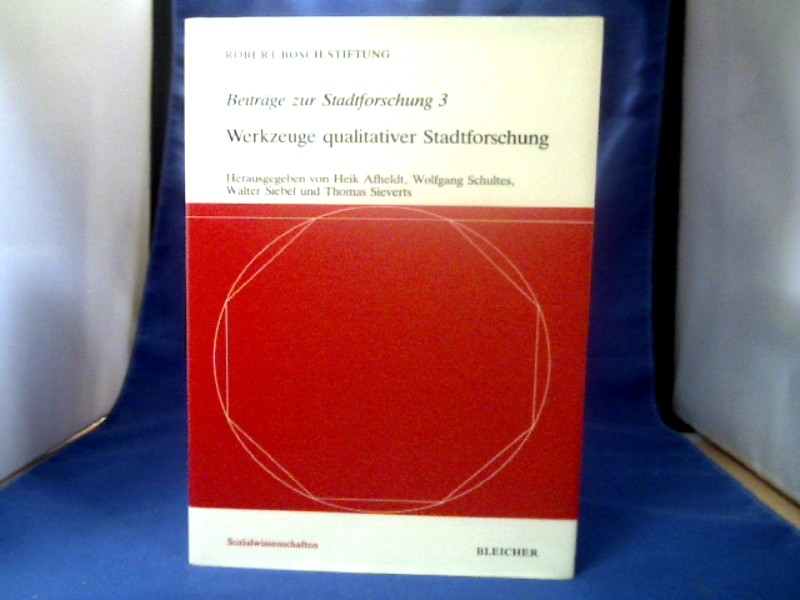 ROBERT BOSCH STIFTUNG
Beiträge zur Stadtforschung 3
Werkzeuge qualitativer Stadtforschung
Herausgegeben von Heik Afheldt, Wolfgang Schultes,
Walter Siebel und Thomas Sieverts
Sozialwissenschaften
BLEICHER